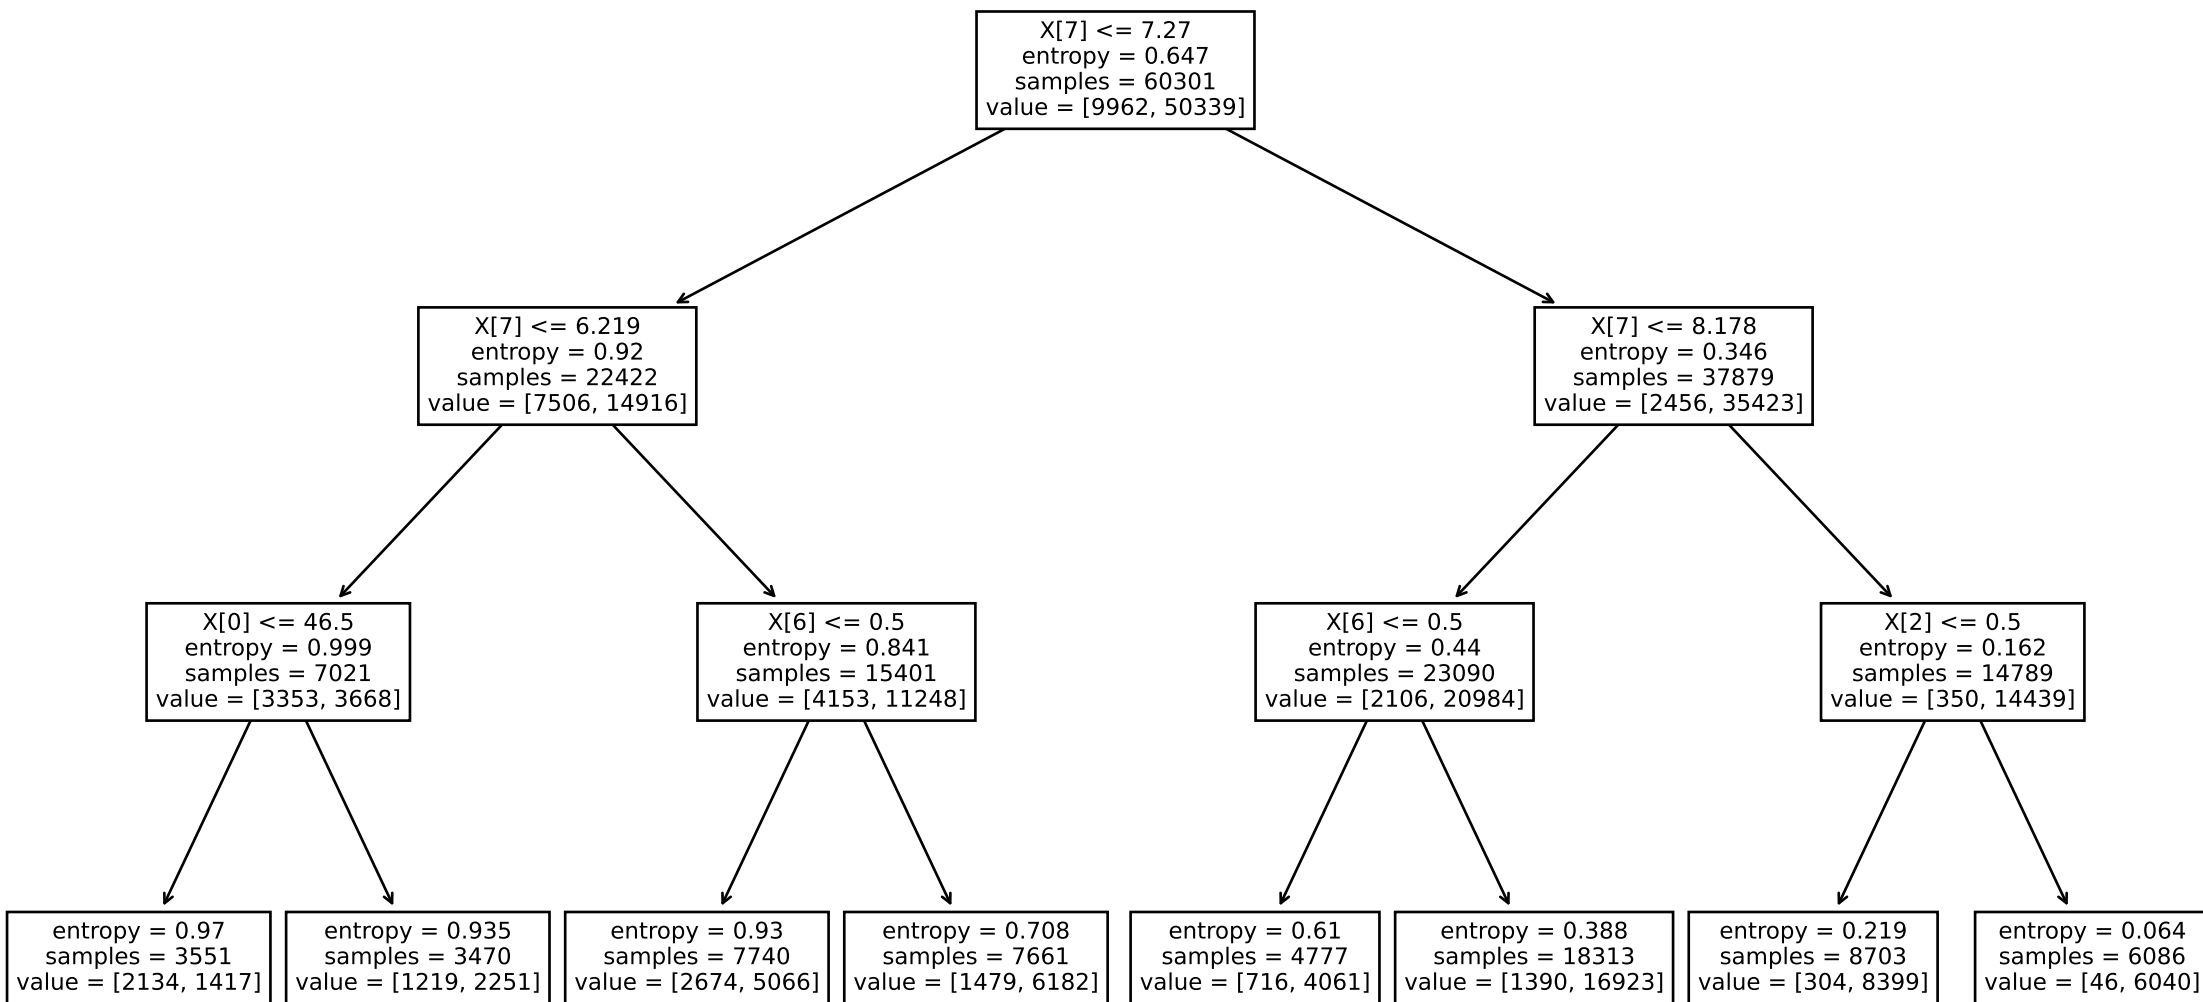 X[7] <= 7.27
entropy = 0.647
samples = 60301
value = [9962, 50339]
X[7] <= 6.219
entropy = 0.92
samples = 22422
value = [7506, 14916]
X[7] <= 8.178
entropy = 0.346
samples = 37879
value = [2456, 35423]
X[0] <= 46.5
entropy = 0.999
samples = 7021
value = [3353, 3668]
X[6] <= 0.5
entropy = 0.841
samples = 15401
value = [4153, 11248]
X[6] <= 0.5
entropy = 0.44
samples = 23090
value = [2106, 20984]
X[2] <= 0.5
entropy = 0.162
samples = 14789
value = [350, 14439]
entropy = 0.97
samples = 3551
value = [2134, 1417]
entropy = 0.935
samples = 3470
value = [1219, 2251]
entropy = 0.93
samples = 7740
value = [2674, 5066]
entropy = 0.708
samples = 7661
value = [1479, 6182]
entropy = 0.61
samples = 4777
value = [716, 4061]
entropy = 0.388
samples = 18313
value = [1390, 16923]
entropy = 0.219
samples = 8703
value = [304, 8399]
entropy = 0.064
samples = 6086
value = [46, 6040]